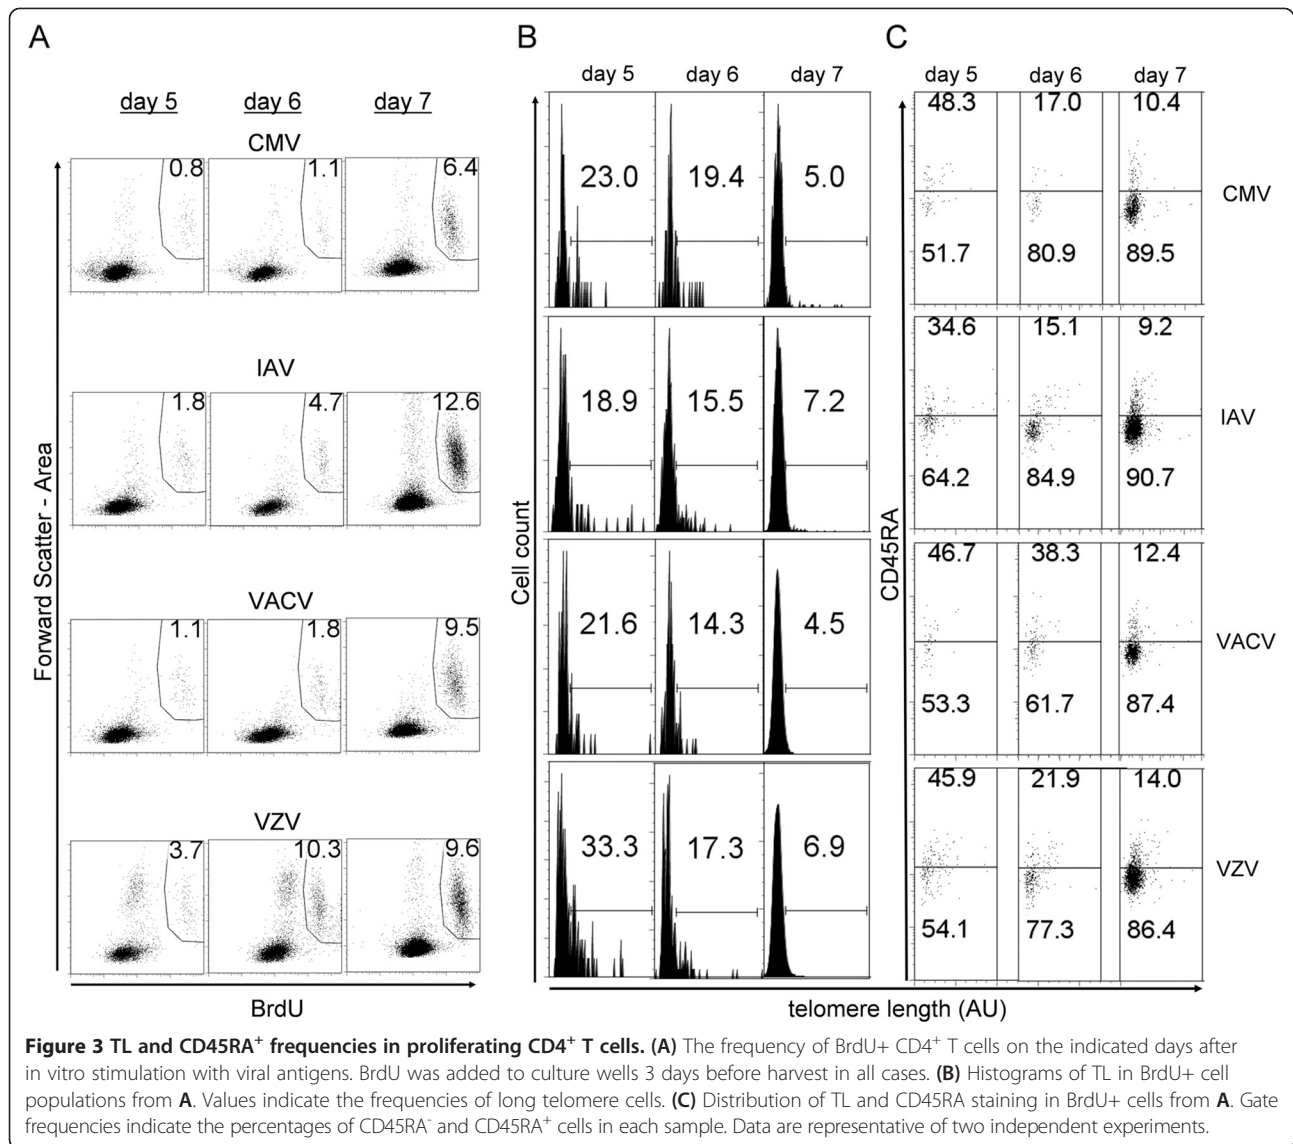 A
B
C
day 5 day 6 day 7
CMV
0.8 1.1 6.4
IAV
1.8 4.7 12.6
VACV
1.1 1.8 9.5
VZV
3.7 10.3 9.6
Forward Scatter - Area
BrdU
day 5 day 6 day 7
23.0 19.4 5.0
18.9 15.5 7.2
21.6 14.3 4.5
33.3 17.3 6.9
Cell count
day 5 day 6 day 7
48.3 17.0 10.4
CMV
51.7 80.9 89.5
34.6 15.1 9.2
IAV
64.2 84.9 90.7
46.7 38.3 12.4
VACV
53.3 61.7 87.4
45.9 21.9 14.0
VZV
54.1 77.3 86.4
CD45RA
telomere length (AU)
Figure 3 TL and CD45RA⁺ frequencies in proliferating CD4⁺ T cells. (A) The frequency of BrdU+ CD4⁺ T cells on the indicated days after
in vitro stimulation with viral antigens. BrdU was added to culture wells 3 days before harvest in all cases. (B) Histograms of TL in BrdU+ cell
populations from A. Values indicate the frequencies of long telomere cells. (C) Distribution of TL and CD45RA staining in BrdU+ cells from A. Gate
frequencies indicate the percentages of CD45RA⁻ and CD45RA⁺ cells in each sample. Data are representative of two independent experiments.